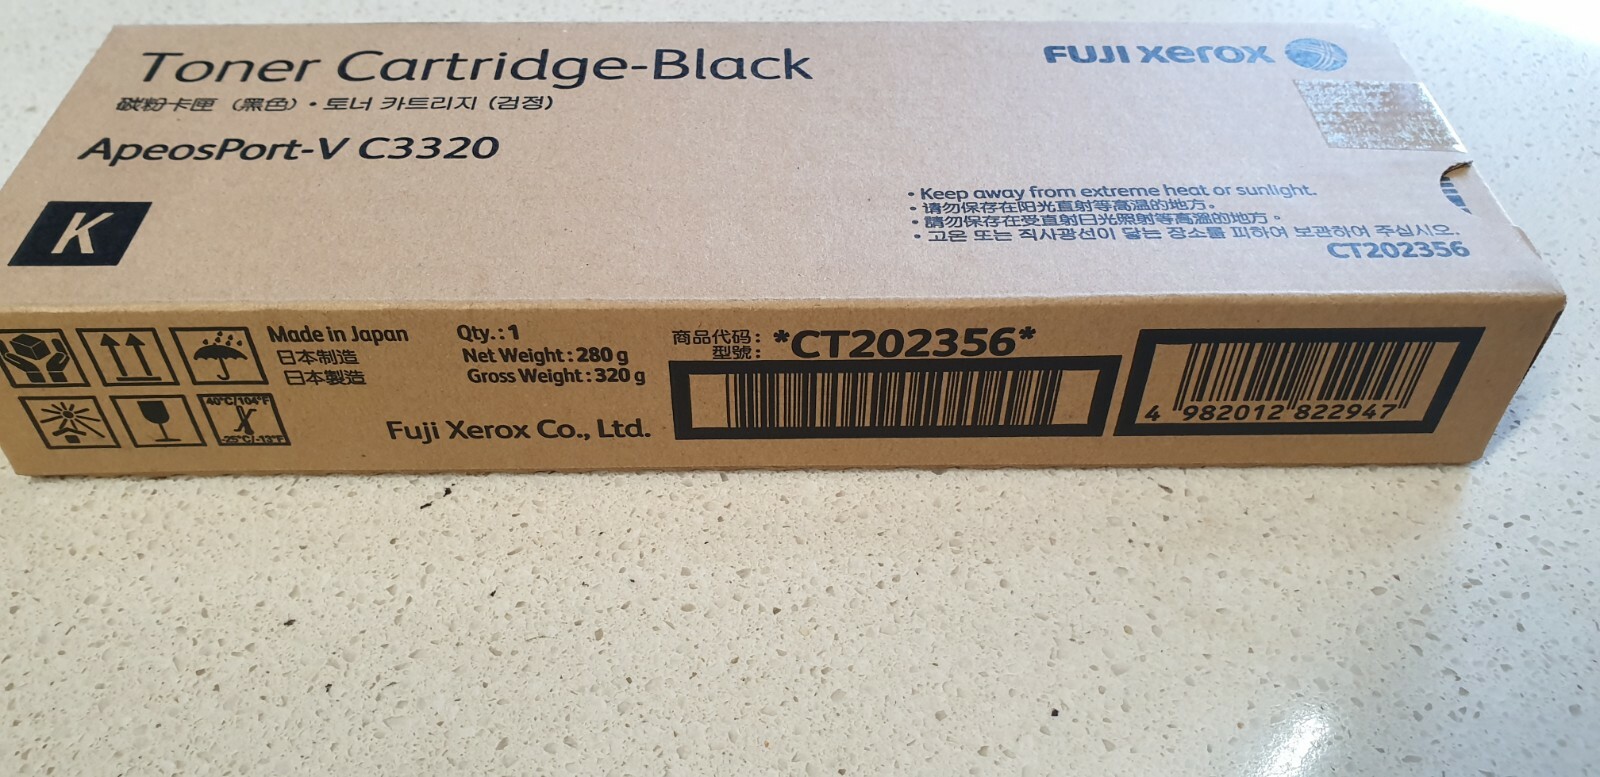 Toner Cartridge-Black
FUJI xerox
碳粉卡匣（黑色）• 토너 카트리지 (검정)
ApeosPort-V C3320
K
• Keep away from extreme heat or sunlight.
• 请勿保存在阳光直射等高温的地方。
• 請勿保存在受直射日光照射等高溫的地方。
• 고온 또는 직사광선이 닿는 장소를 피하여 보관하여 주십시오.
CT202356
Made in Japan
日本制造
日本製造
Qty.: 1
Net Weight: 280 g
Gross Weight: 320 g
Fuji Xerox Co., Ltd.
商品代码：
型號：
*CT202356*
4 982012 822947
40°C/104°F
-25°C/-13°F